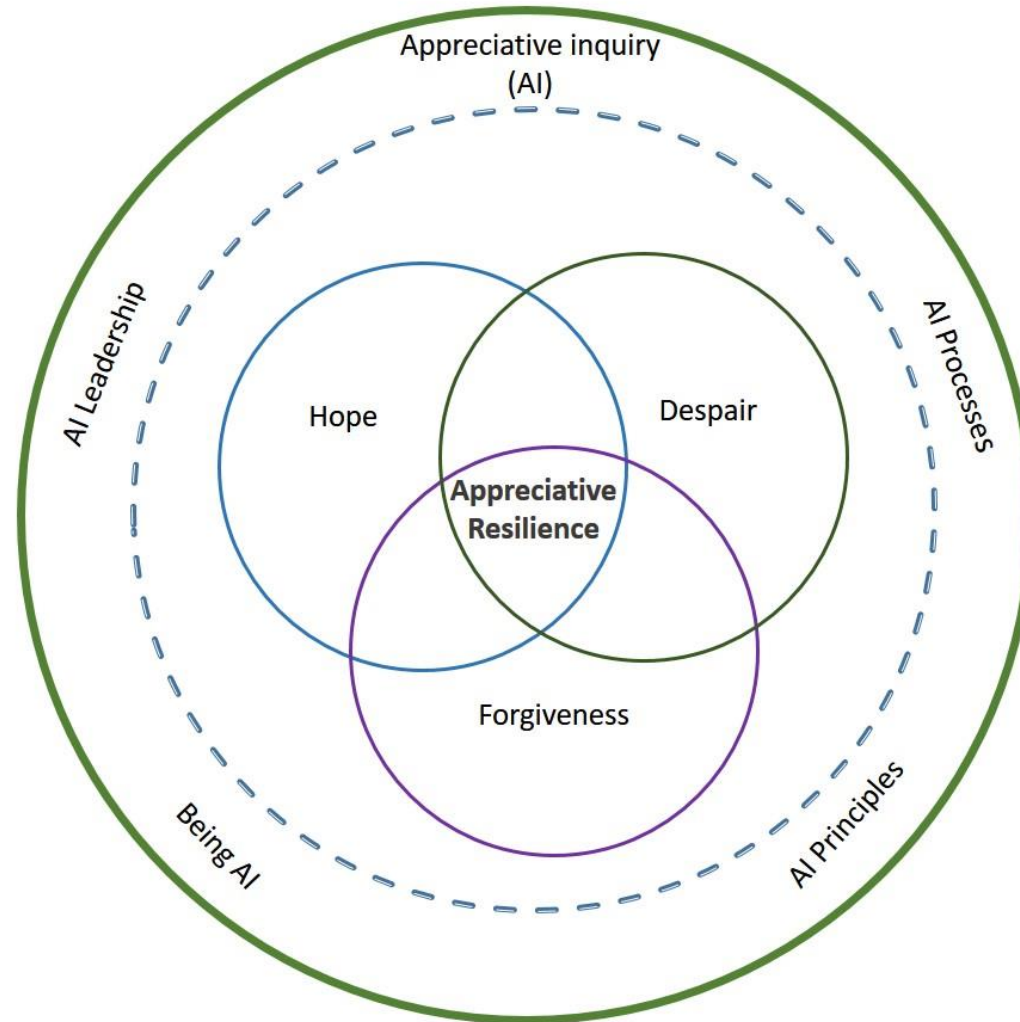 Appreciative inquiry
(AI)
AI Leadership
AI Processes
Hope
Despair
Appreciative
Resilience
Forgiveness
Being AI
AI Principles